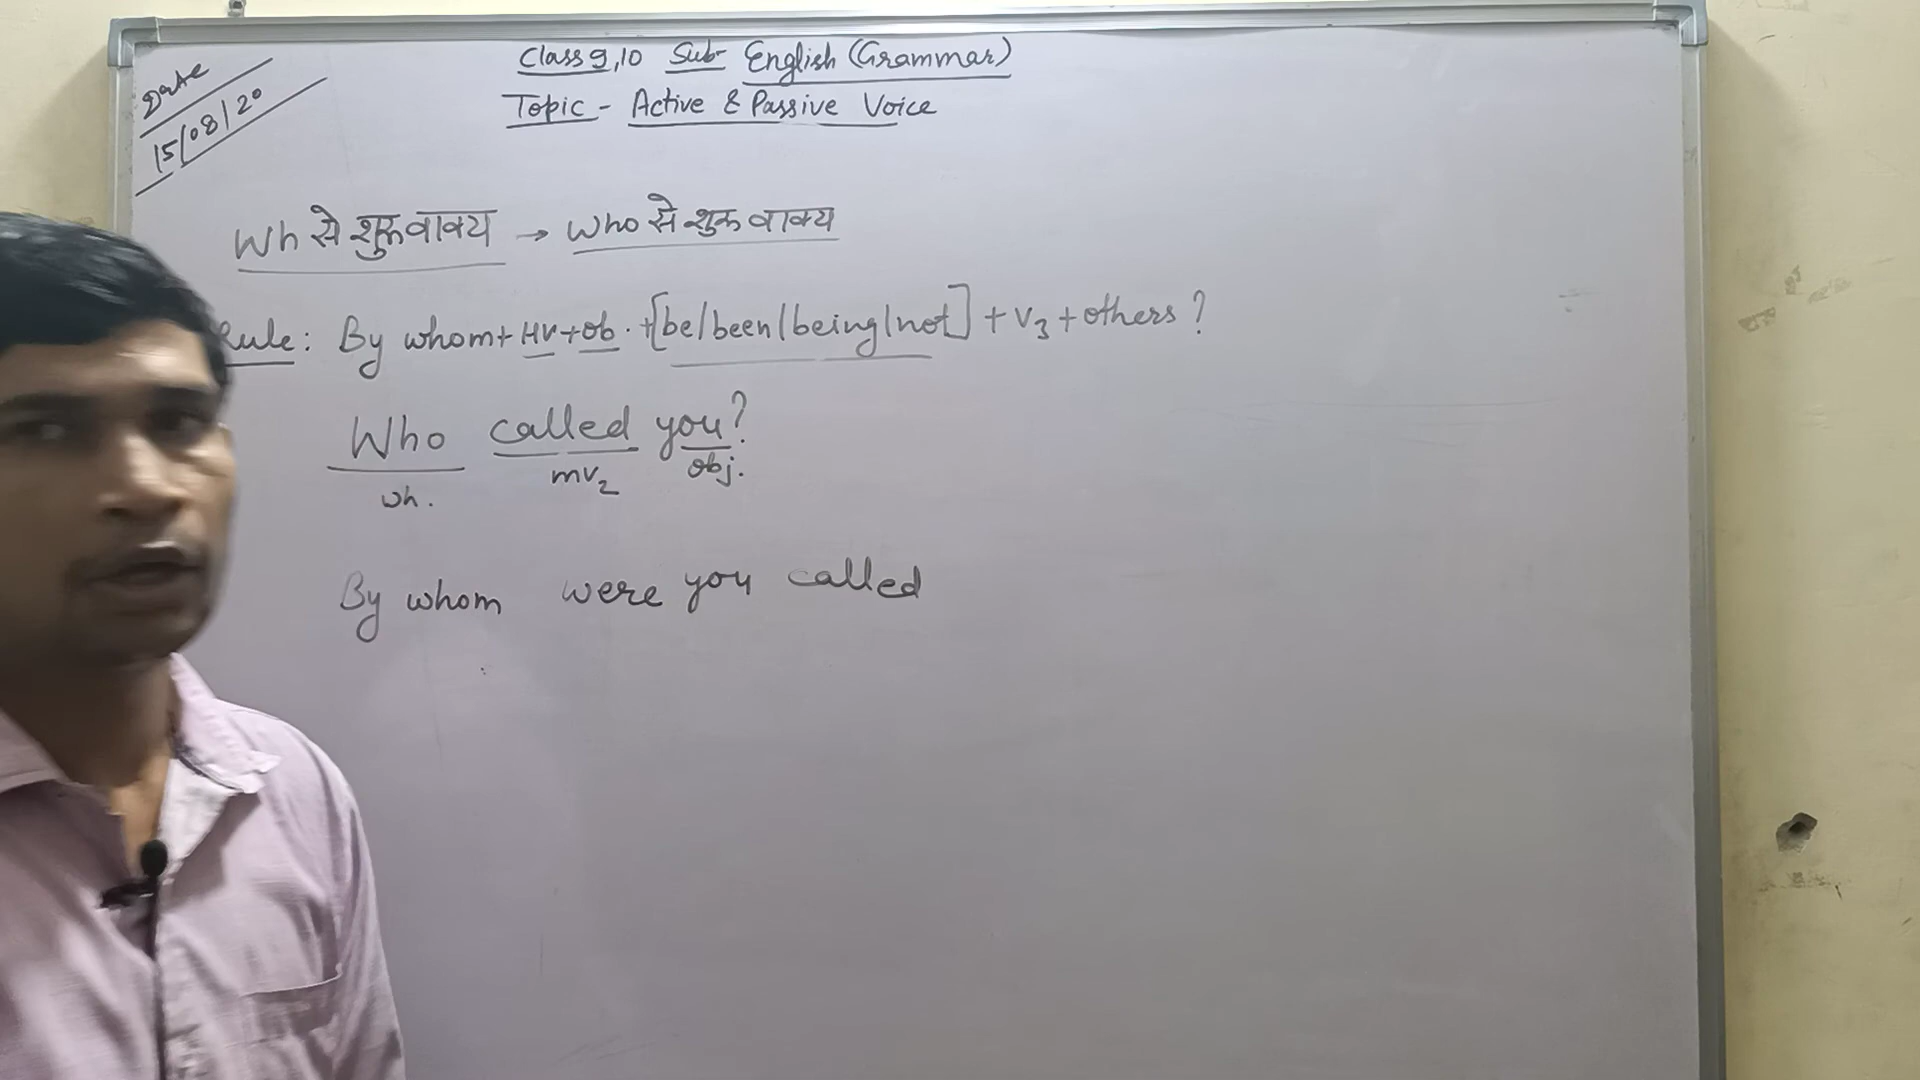 Date
15/08/20
Class 9,10 Sub- English (Grammar)
Topic - Active & Passive Voice
Wh से शुरू वाक्य → Who से शुरू वाक्य
Rule: By whom + HV + ob. + [be/been/being/not] + V3 + others?
Who called you?
wh. mv2 obj.
By whom were you called